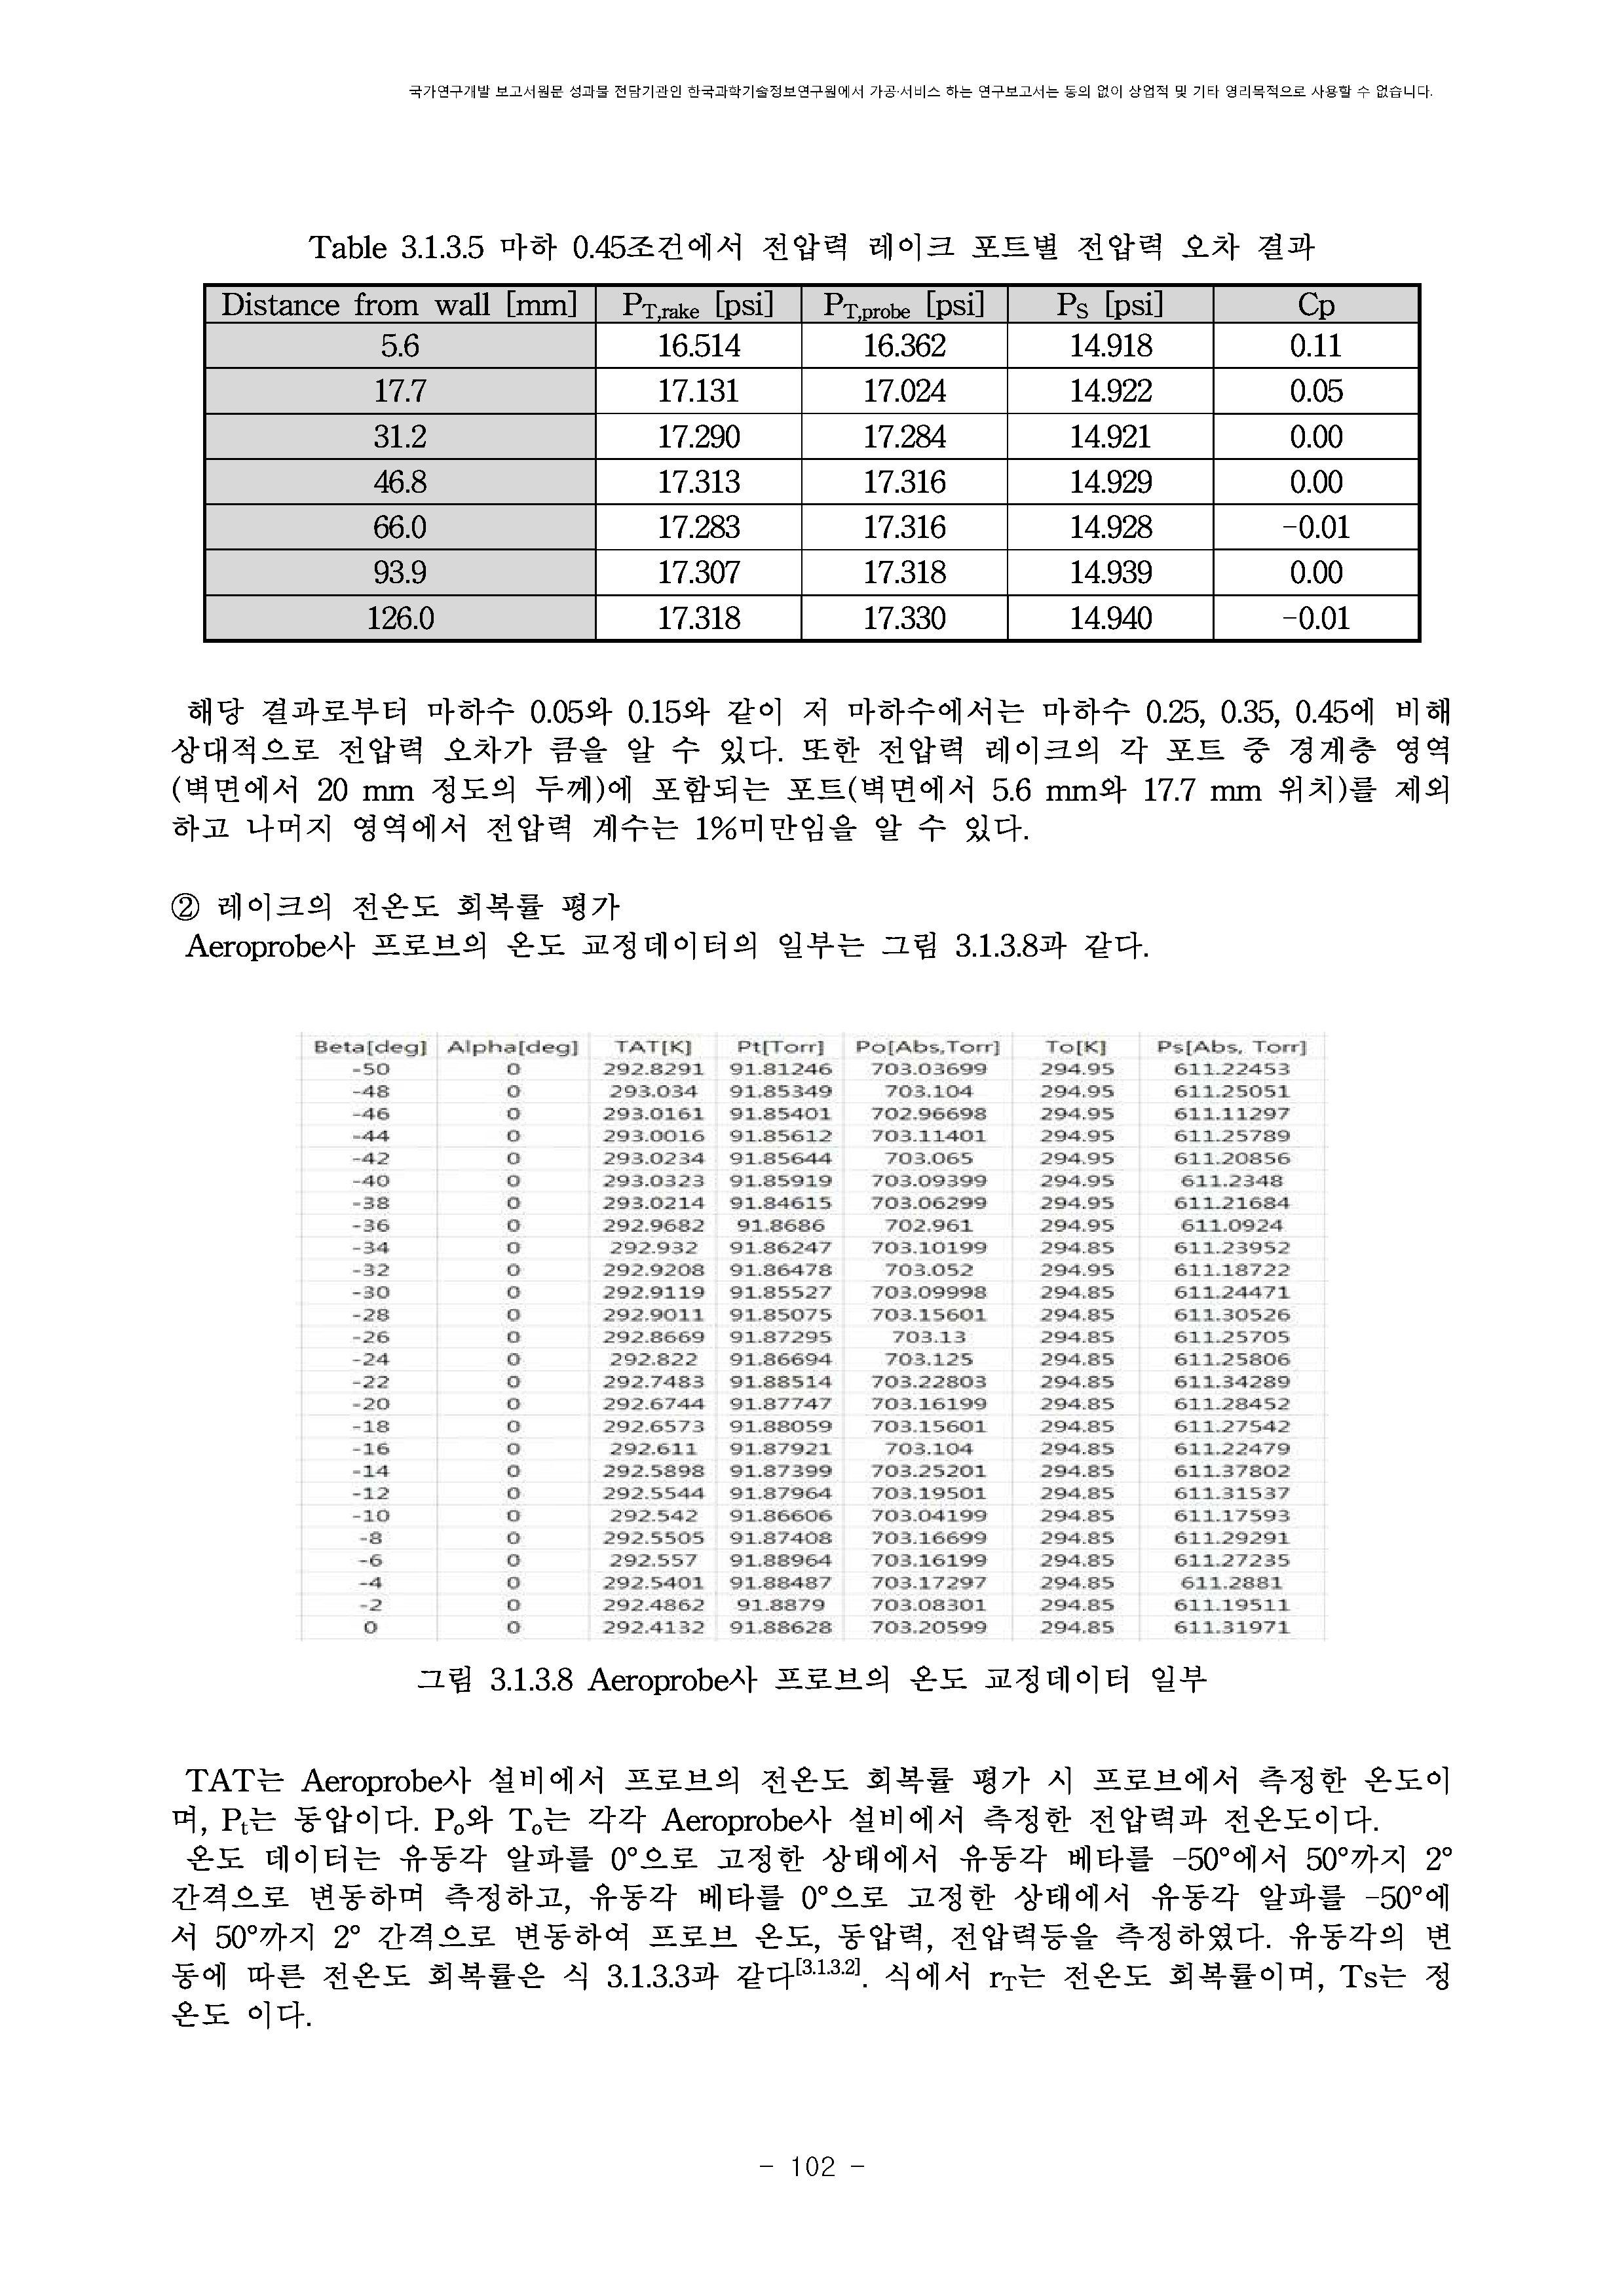 국가연구개발 보고서원문 성과물 전담기관인 한국과학기술정보연구원에서 가공·서비스 하는 연구보고서는 동의 없이 상업적 및 기타 영리목적으로 사용할 수 없습니다.
Table 3.1.3.5 마하 0.45조건에서 전압력 레이크 포트별 전압력 오차 결과
Distance from wall [mm] PT,rake [psi] PT,probe [psi] PS [psi] Cp
5.6 16.514 16.362 14.918 0.11
17.7 17.131 17.024 14.922 0.05
31.2 17.290 17.284 14.921 0.00
46.8 17.313 17.316 14.929 0.00
66.0 17.283 17.316 14.928 -0.01
93.9 17.307 17.318 14.939 0.00
126.0 17.318 17.330 14.940 -0.01
해당 결과로부터 마하수 0.05와 0.15와 같이 저 마하수에서는 마하수 0.25, 0.35, 0.45에 비해
상대적으로 전압력 오차가 큼을 알 수 있다. 또한 전압력 레이크의 각 포트 중 경계층 영역
(벽면에서 20 mm 정도의 두께)에 포함되는 포트(벽면에서 5.6 mm와 17.7 mm 위치)를 제외
하고 나머지 영역에서 전압력 계수는 1%미만임을 알 수 있다.
② 레이크의 전온도 회복률 평가
Aeroprobe사 프로브의 온도 교정데이터의 일부는 그림 3.1.3.8과 같다.
Beta[deg] Alpha[deg] TAT[K] Pt[Torr] Po[Abs,Torr] To[K] Ps[Abs, Torr]
-50 0 292.8291 91.81246 703.03699 294.95 611.22453
-48 0 293.034 91.85349 703.104 294.95 611.25051
-46 0 293.0161 91.85401 702.96698 294.95 611.11297
-44 0 293.0016 91.85612 703.11401 294.95 611.25789
-42 0 293.0234 91.85644 703.065 294.95 611.20856
-40 0 293.0323 91.85919 703.09399 294.95 611.2348
-38 0 293.0214 91.84615 703.06299 294.95 611.21684
-36 0 292.9682 91.8686 702.961 294.95 611.0924
-34 0 292.932 91.86247 703.10199 294.85 611.23952
-32 0 292.9208 91.86478 703.052 294.95 611.18722
-30 0 292.9119 91.85527 703.09998 294.85 611.24471
-28 0 292.9011 91.85075 703.15601 294.85 611.30526
-26 0 292.8669 91.87295 703.13 294.85 611.25705
-24 0 292.822 91.86694 703.125 294.85 611.25806
-22 0 292.7483 91.88514 703.22803 294.85 611.34289
-20 0 292.6744 91.87747 703.16199 294.85 611.28452
-18 0 292.6573 91.88059 703.15601 294.85 611.27542
-16 0 292.611 91.87921 703.104 294.85 611.22479
-14 0 292.5898 91.87399 703.25201 294.85 611.37802
-12 0 292.5544 91.87964 703.19501 294.85 611.31537
-10 0 292.542 91.86606 703.04199 294.85 611.17593
-8 0 292.5505 91.87408 703.16699 294.85 611.29291
-6 0 292.557 91.88964 703.16199 294.85 611.27235
-4 0 292.5401 91.88487 703.17297 294.85 611.2881
-2 0 292.4862 91.8879 703.08301 294.85 611.19511
0 0 292.4132 91.88628 703.20599 294.85 611.31971
그림 3.1.3.8 Aeroprobe사 프로브의 온도 교정데이터 일부
TAT는 Aeroprobe사 설비에서 프로브의 전온도 회복률 평가 시 프로브에서 측정한 온도이
며, Pt는 동압이다. Po와 To는 각각 Aeroprobe사 설비에서 측정한 전압력과 전온도이다.
온도 데이터는 유동각 알파를 0°으로 고정한 상태에서 유동각 베타를 -50°에서 50°까지 2°
간격으로 변동하며 측정하고, 유동각 베타를 0°으로 고정한 상태에서 유동각 알파를 -50°에
서 50°까지 2° 간격으로 변동하여 프로브 온도, 동압력, 전압력등을 측정하였다. 유동각의 변
동에 따른 전온도 회복률은 식 3.1.3.3과 같다[3.1.3.2]. 식에서 rT는 전온도 회복률이며, Ts는 정
온도 이다.
- 102 -